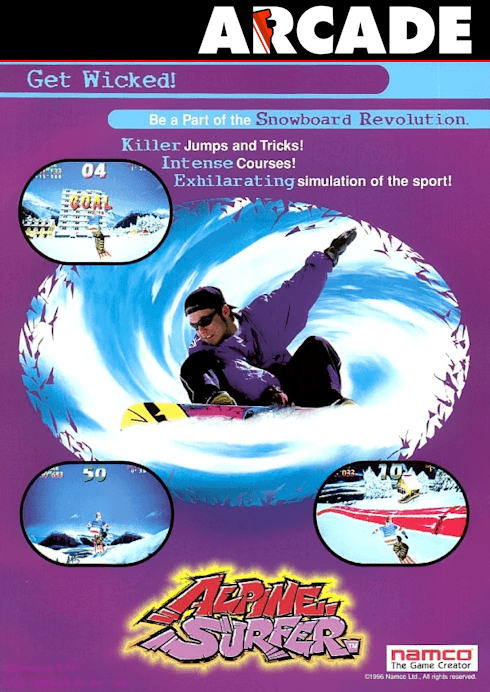 ARCADE
Get Wicked!
Be a Part of the Snowboard Revolution.
Killer Jumps and Tricks!
Intense Courses!
Exhilarating simulation of the sport!
04
GOAL
50
10
ALPINE
SURFER
TM
namco
The Game Creator
©1996 Namco Ltd., All rights reserved.